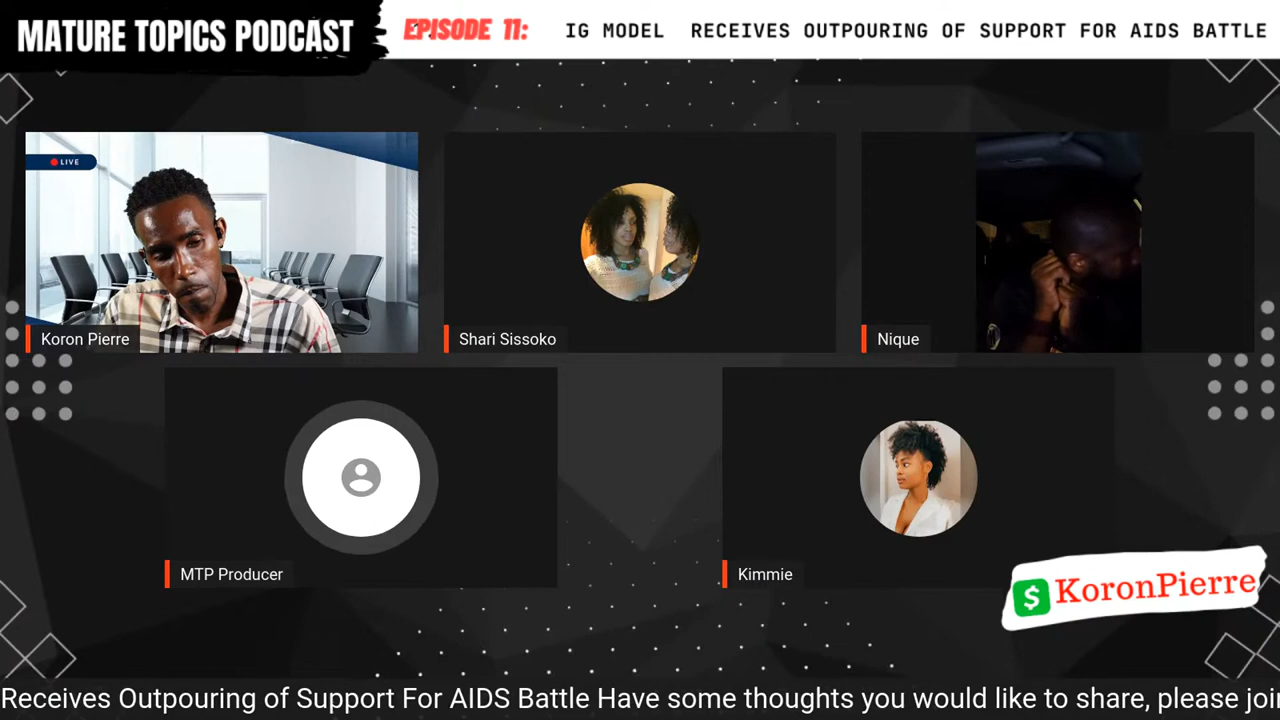 MATURE TOPICS PODCAST
EPISODE 11:
IG MODEL RECEIVES OUTPOURING OF SUPPORT FOR AIDS BATTLE
LIVE
Koron Pierre
Shari Sissoko
Nique
MTP Producer
Kimmie
$ KoronPierre
Receives Outpouring of Support For AIDS Battle Have some thoughts you would like to share, please join